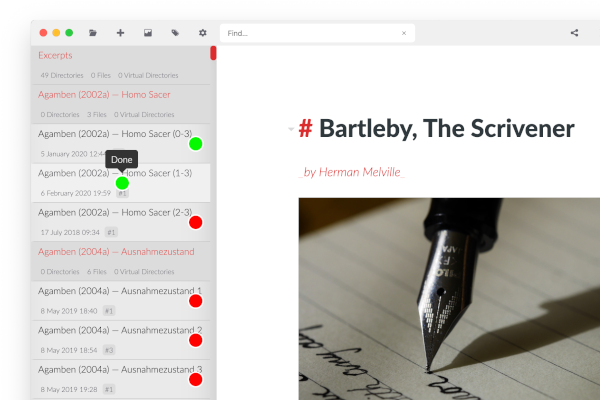 Find...
Excerpts
49 Directories 0 Files 0 Virtual Directories
Agamben (2002a) — Homo Sacer
0 Directories 3 Files 0 Virtual Directories
Agamben (2002a) — Homo Sacer (0-3)
5 January 2020 12:44
Done
Agamben (2002a) — Homo Sacer (1-3)
6 February 2020 19:59 #1
Agamben (2002a) — Homo Sacer (2-3)
17 July 2018 09:34 #1
Agamben (2004a) — Ausnahmezustand
0 Directories 6 Files 0 Virtual Directories
Agamben (2004a) — Ausnahmezustand 1
8 May 2019 18:40 #1
Agamben (2004a) — Ausnahmezustand 2
8 May 2019 18:54 #3
Agamben (2004a) — Ausnahmezustand 3
8 May 2019 19:28 #1
# Bartleby, The Scrivener
_by Herman Melville_